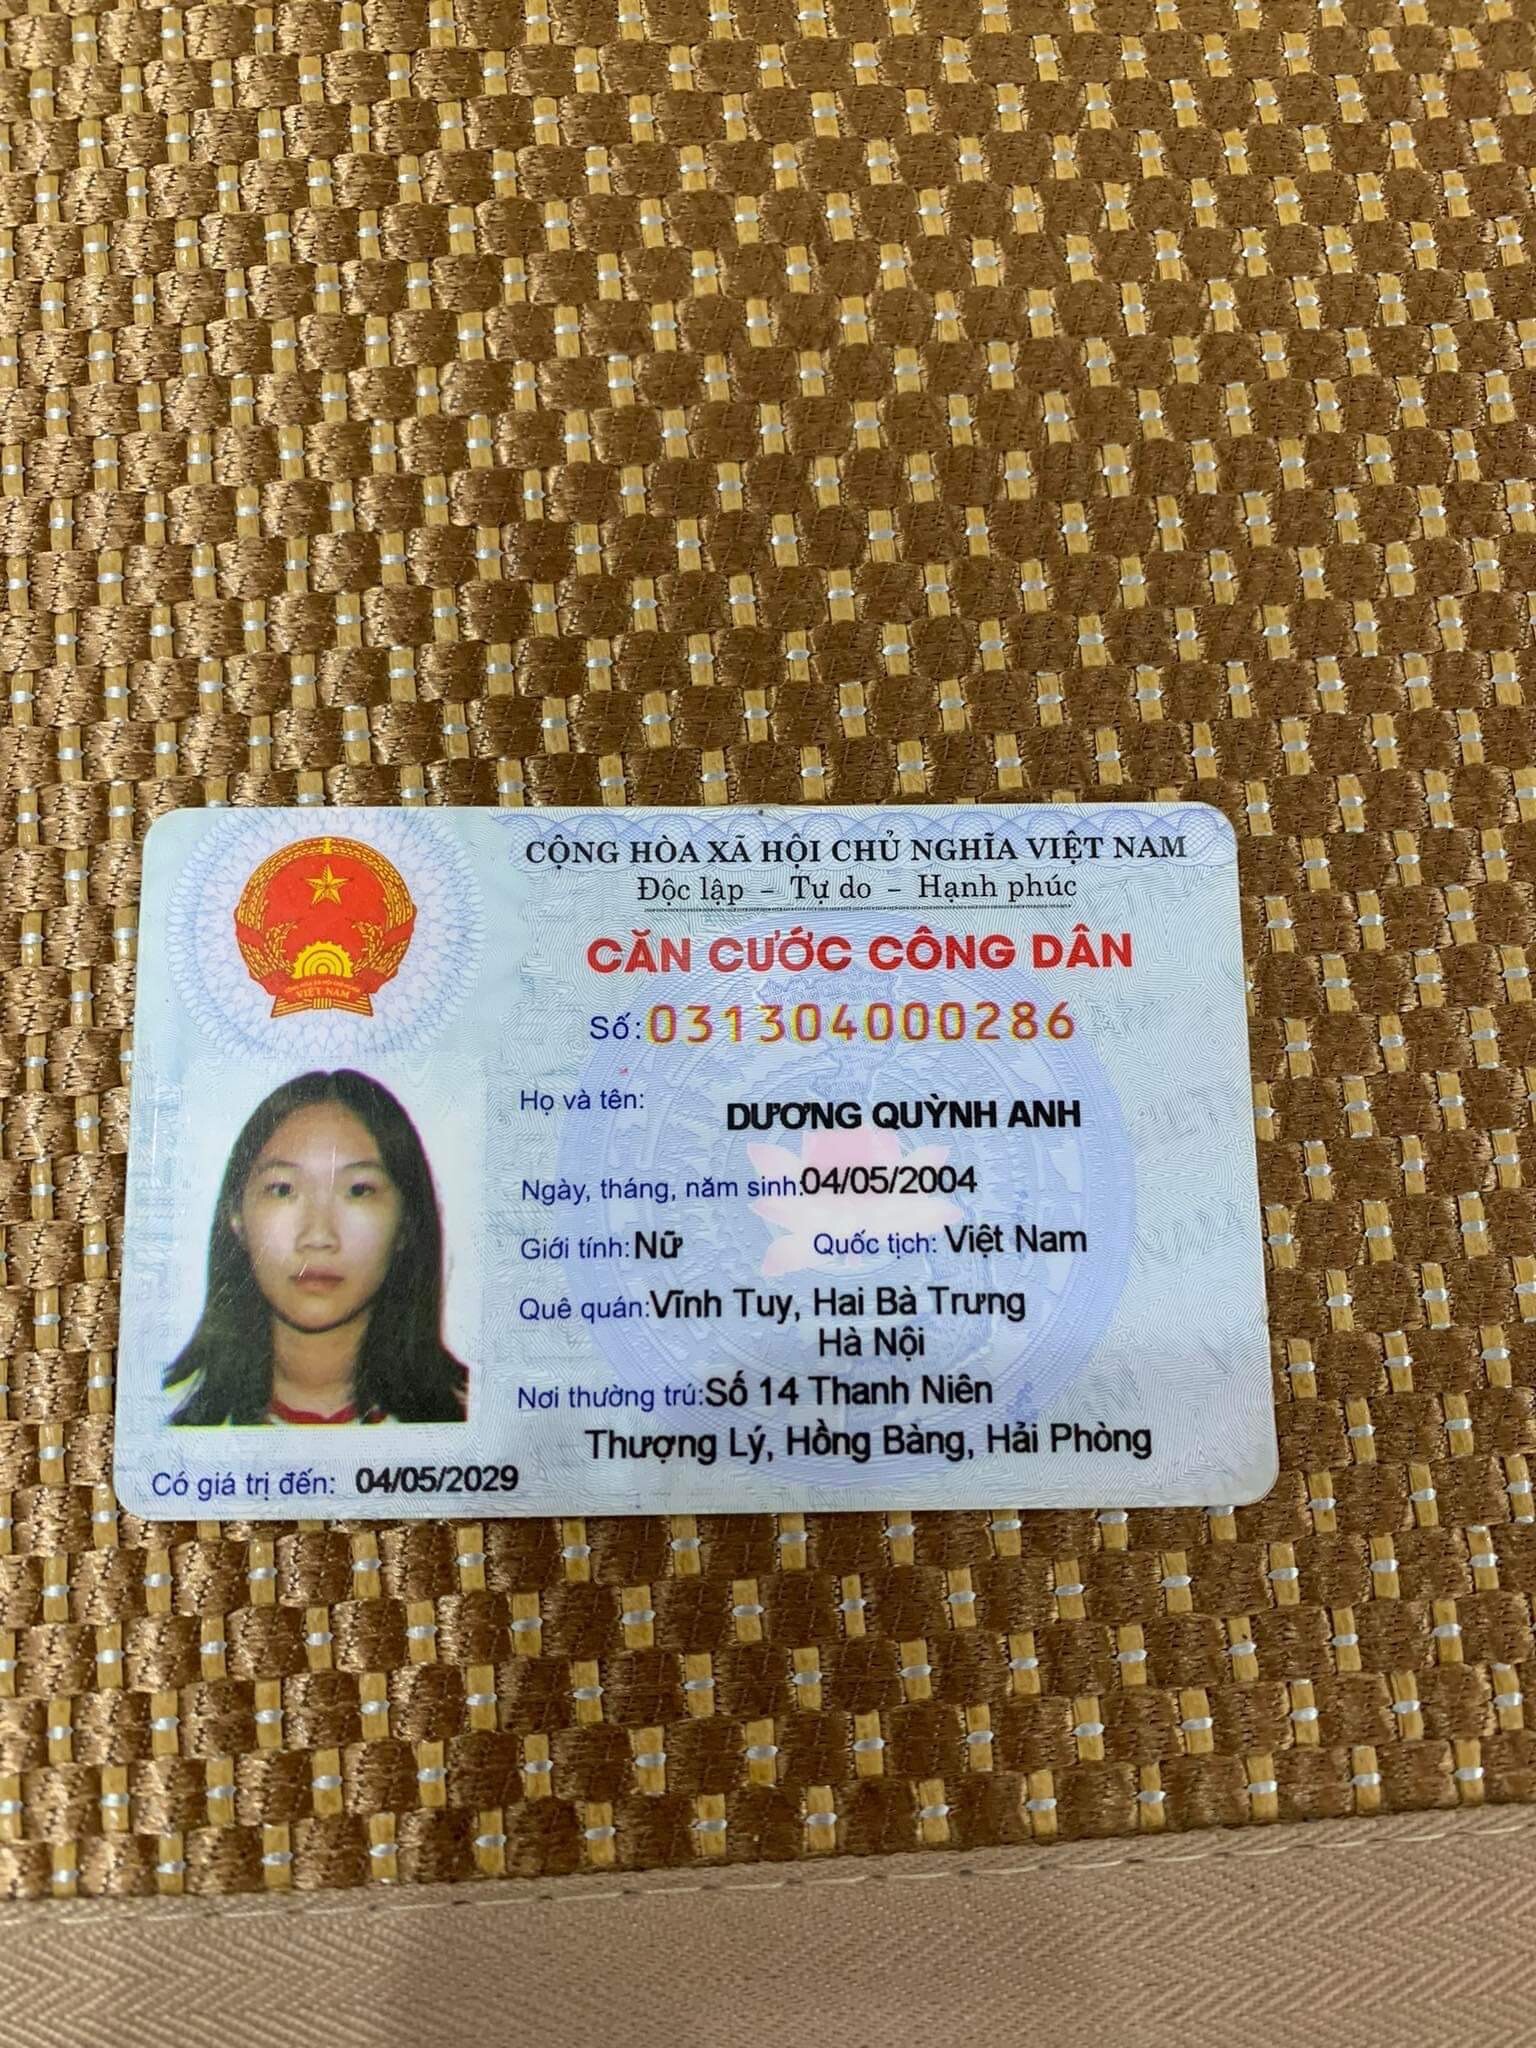 CỘNG HÒA XÃ HỘI CHỦ NGHĨA VIỆT NAM
Độc lập – Tự do – Hạnh phúc
CĂN CƯỚC CÔNG DÂN
Số: 031304000286
Họ và tên: DƯƠNG QUỲNH ANH
Ngày, tháng, năm sinh: 04/05/2004
Giới tính: Nữ Quốc tịch: Việt Nam
Quê quán: Vĩnh Tuy, Hai Bà Trưng
Hà Nội
Nơi thường trú: Số 14 Thanh Niên
Thượng Lý, Hồng Bàng, Hải Phòng
Có giá trị đến: 04/05/2029
VIỆT NAM